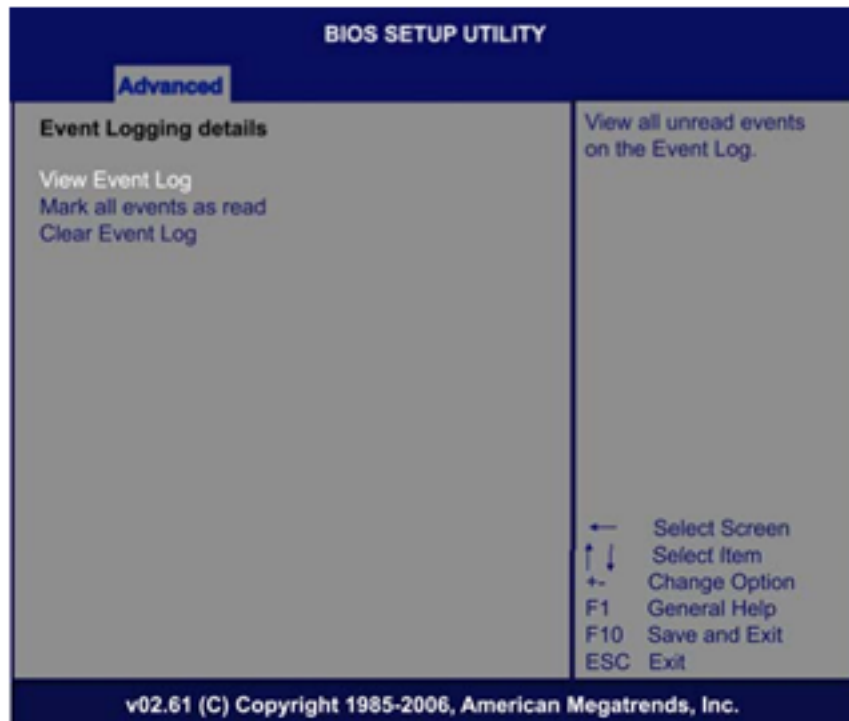 BIOS SETUP UTILITY
Advanced
Event Logging details
View Event Log
Mark all events as read
Clear Event Log
View all unread events
on the Event Log.
← Select Screen
↑ ↓ Select Item
+- Change Option
F1 General Help
F10 Save and Exit
ESC Exit
v02.61 (C) Copyright 1985-2006, American Megatrends, Inc.